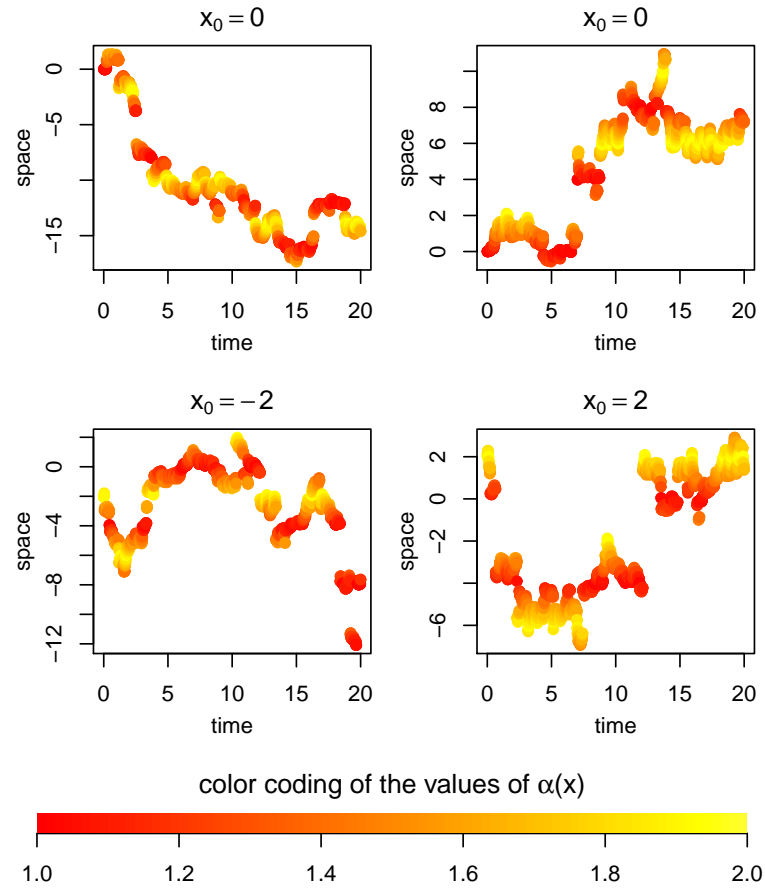 x₀ = 0
0
−5
−15
space
0 5 10 15 20
time
x₀ = 0
0 2 4 6 8
space
0 5 10 15 20
time
x₀ = −2
−12 −8 −4 0
space
0 5 10 15 20
time
x₀ = 2
−6 −2 0 2
space
0 5 10 15 20
time
color coding of the values of α(x)
1.0 1.2 1.4 1.6 1.8 2.0